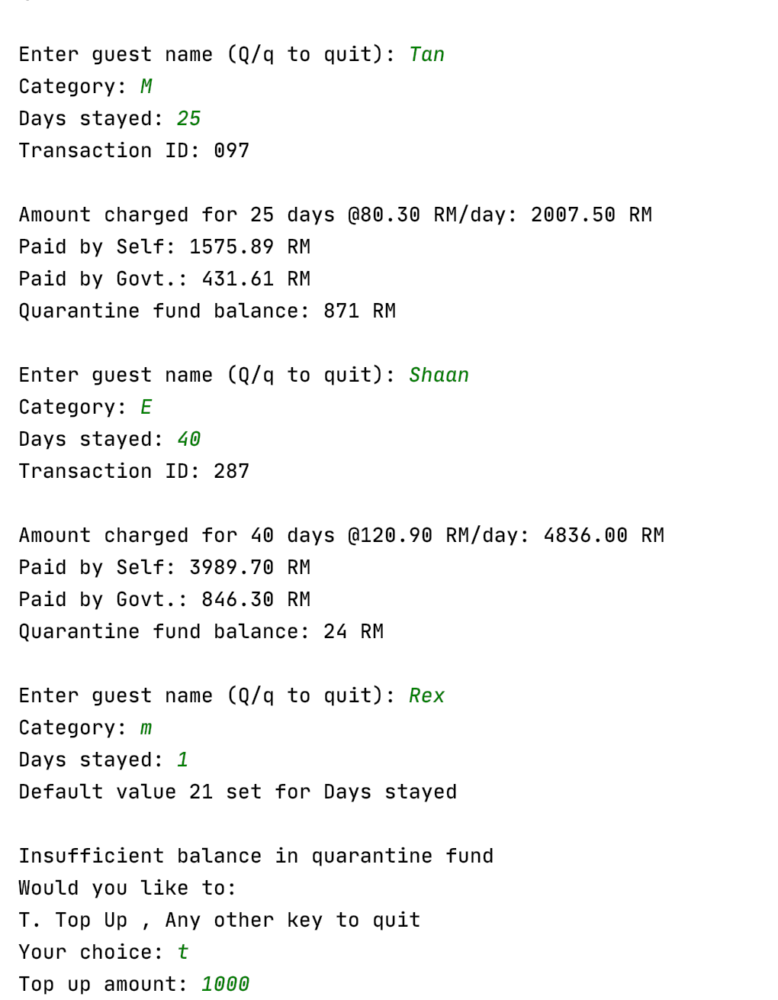 Enter guest name (Q/q to quit): Tan
Category: M
Days stayed: 25
Transaction ID: 097
Amount charged for 25 days @80.30 RM/day: 2007.50 RM
Paid by Self: 1575.89 RM
Paid by Govt.: 431.61 RM
Quarantine fund balance: 871 RM
Enter guest name (Q/q to quit): Shaan
Category: E
Days stayed: 40
Transaction ID: 287
Amount charged for 40 days @120.90 RM/day: 4836.00 RM
Paid by Self: 3989.70 RM
Paid by Govt.: 846.30 RM
Quarantine fund balance: 24 RM
Enter guest name (Q/q to quit): Rex
Category: m
Days stayed: 1
Default value 21 set for Days stayed
Insufficient balance in quarantine fund
Would you like to:
T. Top Up , Any other key to quit
Your choice: t
Top up amount: 1000